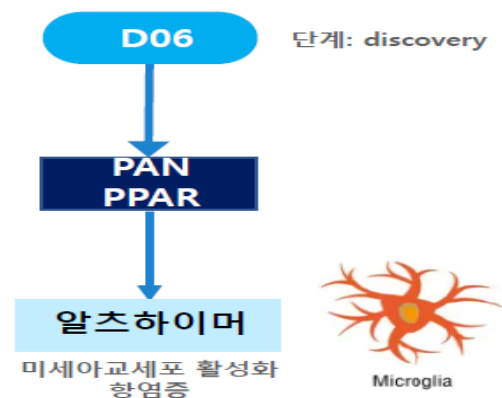 D06
단계: discovery
PAN
PPAR
알츠하이머
미세아교세포 활성화
항염증
Microglia